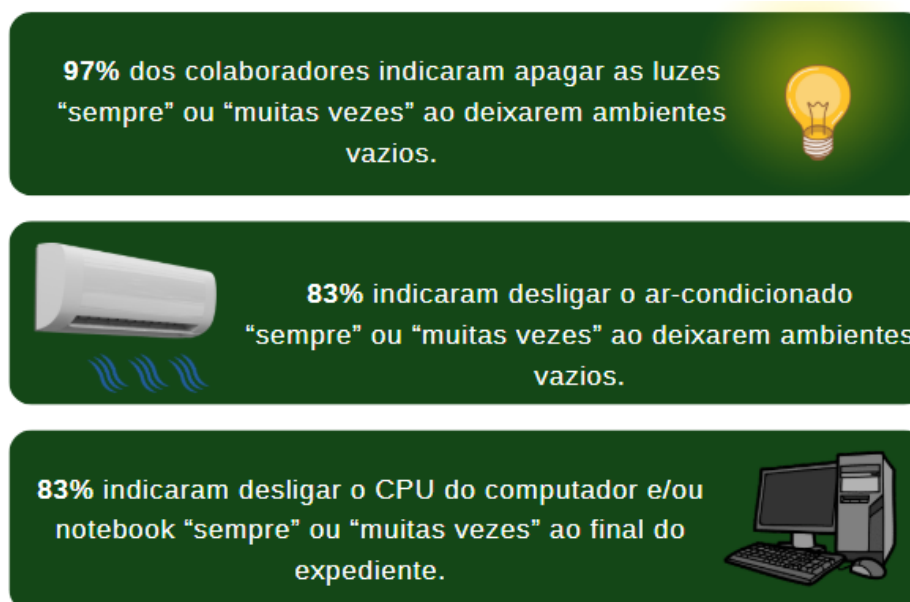 97% dos colaboradores indicaram apagar as luzes
“sempre” ou “muitas vezes” ao deixarem ambientes
vazios.
83% indicaram desligar o ar-condicionado
“sempre” ou “muitas vezes” ao deixarem ambientes
vazios.
83% indicaram desligar o CPU do computador e/ou
notebook “sempre” ou “muitas vezes” ao final do
expediente.